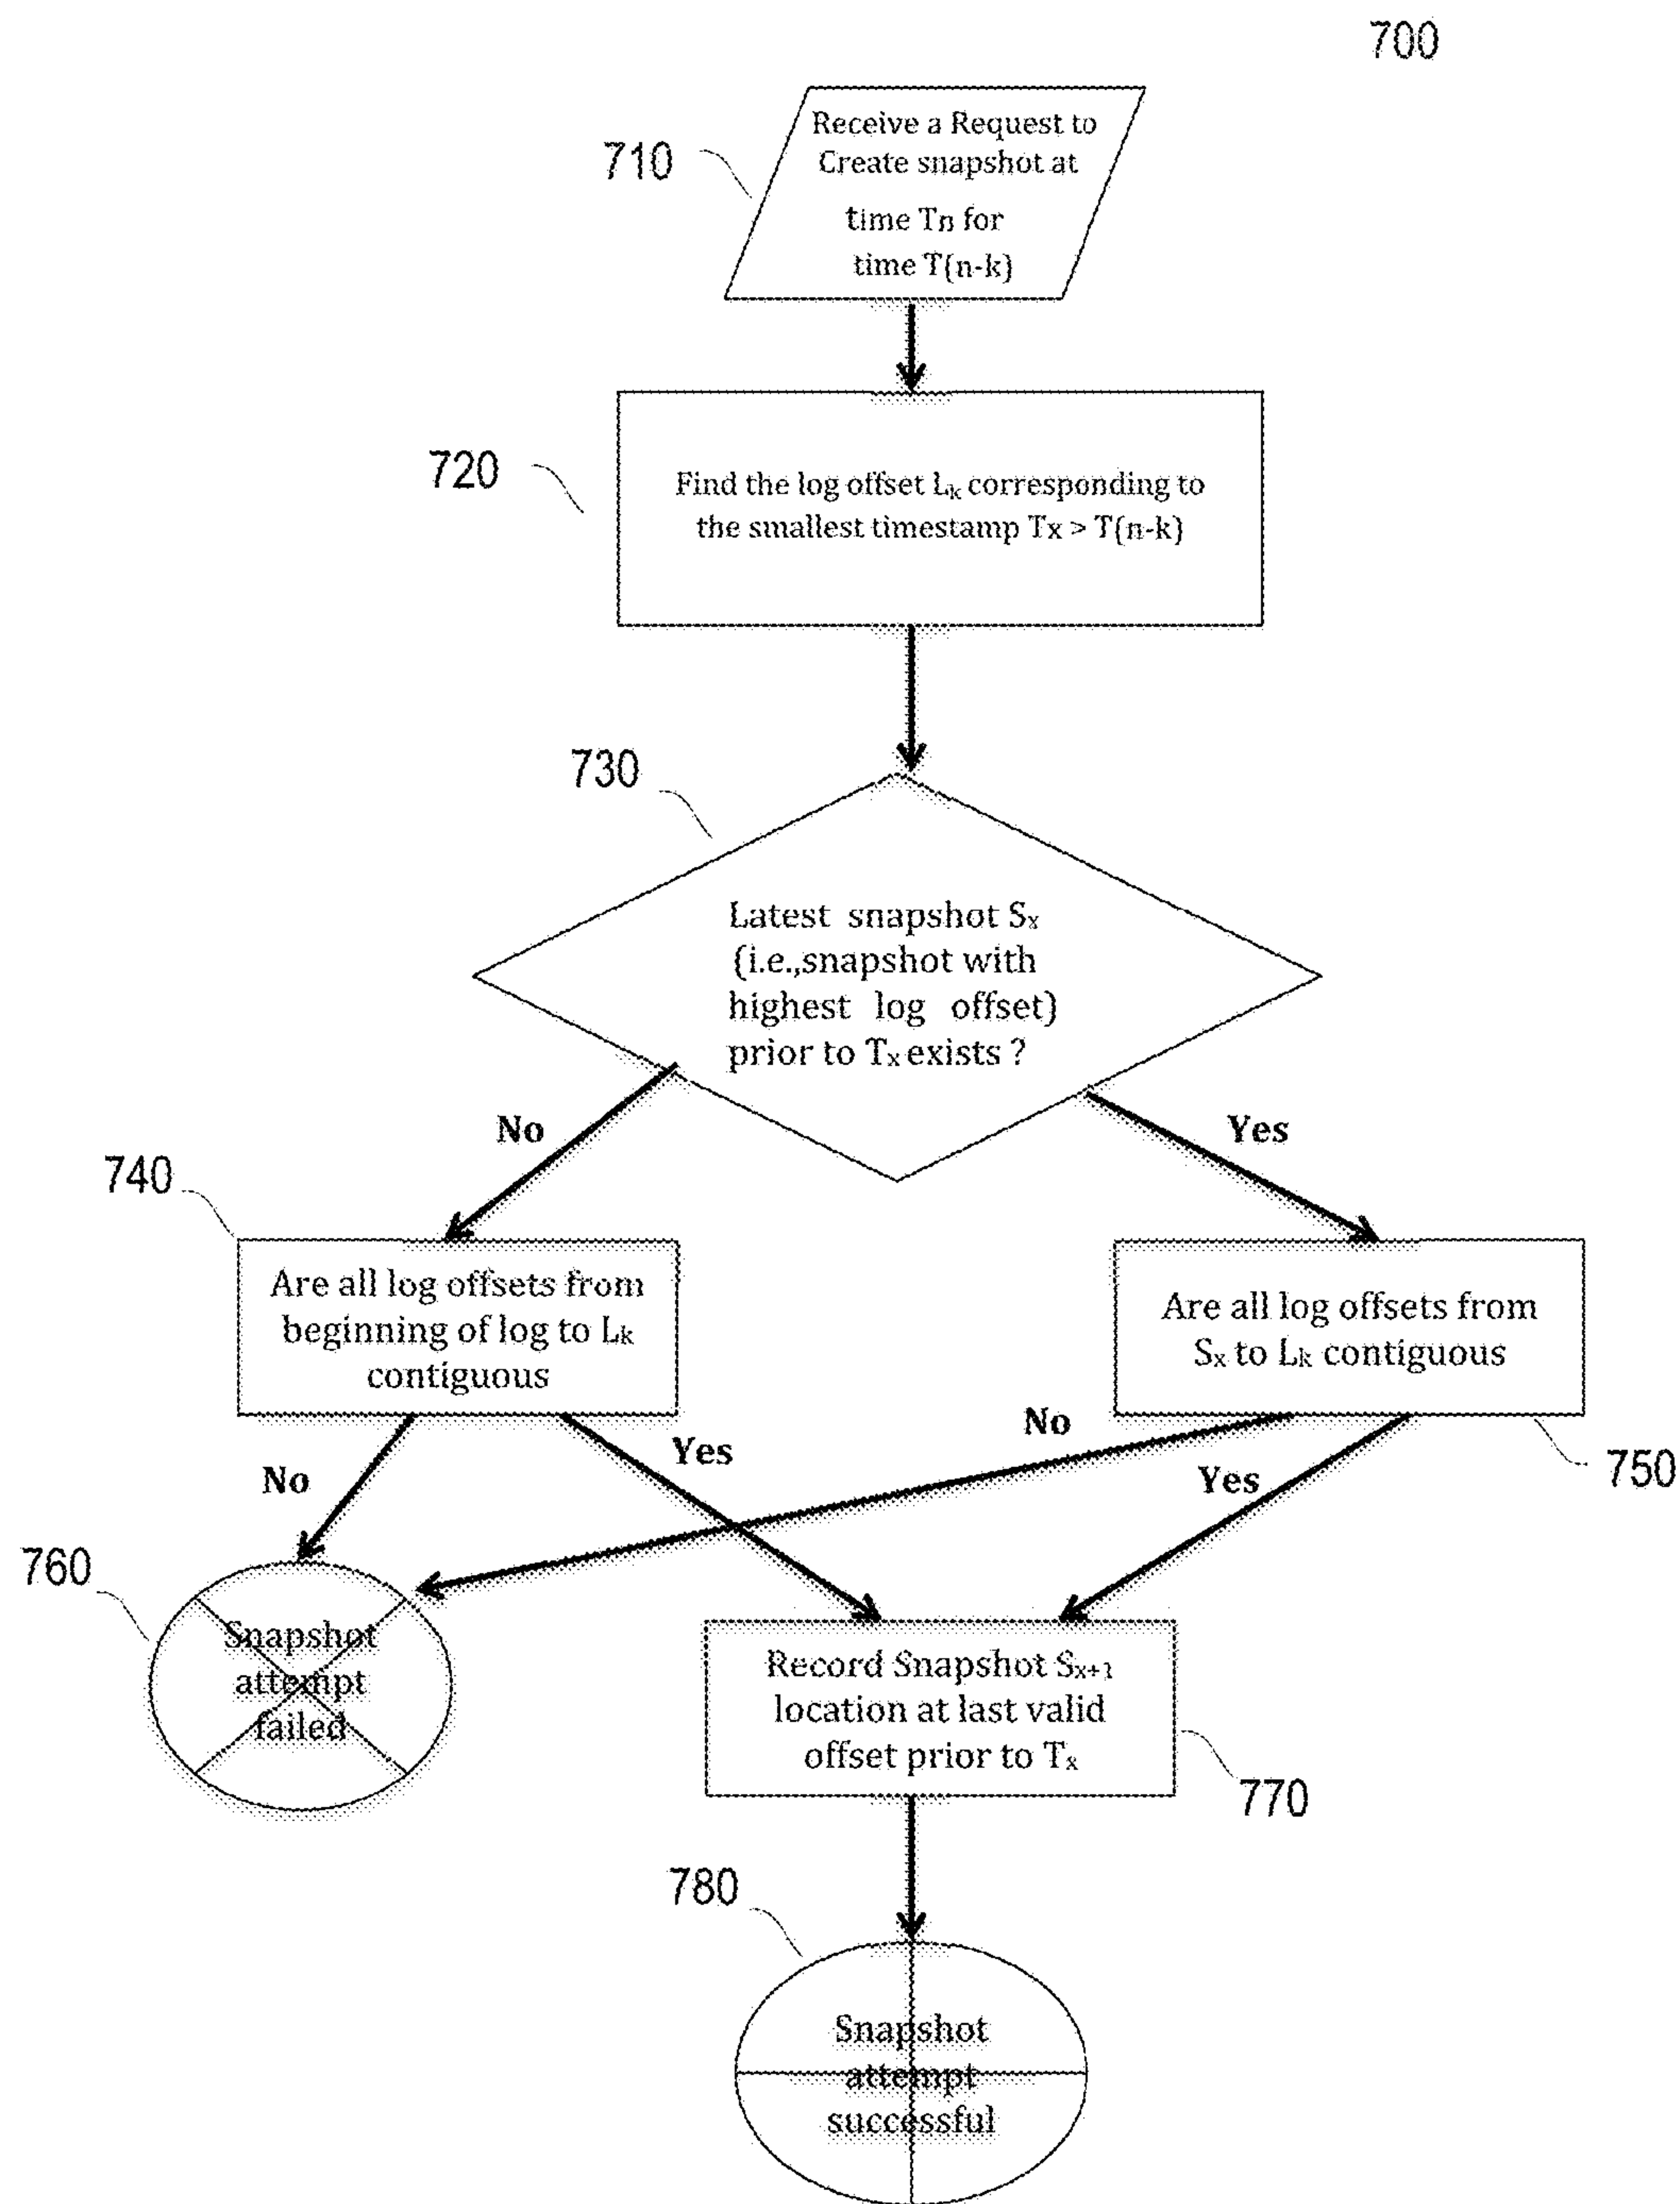 700
710
Receive a Request to
Create snapshot at
time Tn for
time T(n-k)
720
Find the log offset Lk corresponding to
the smallest timestamp Tx > T(n-k)
730
Latest snapshot Sx
(i.e.,snapshot with
highest log offset)
prior to Tx exists ?
No
Yes
740
Are all log offsets from
beginning of log to Lk
contiguous
Are all log offsets from
Sx to Lk contiguous
750
No
Yes
No
Yes
760
Snapshot
attempt
failed
Record Snapshot Sx+1
location at last valid
offset prior to Tx
770
780
Snapshot
attempt
successful